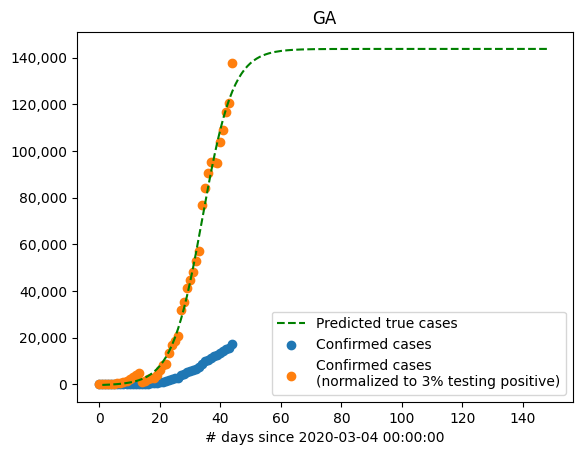 GA
140,000
120,000
100,000
80,000
60,000
40,000
20,000
0
Predicted true cases
Confirmed cases
Confirmed cases
(normalized to 3% testing positive)
0 20 40 60 80 100 120 140
# days since 2020-03-04 00:00:00